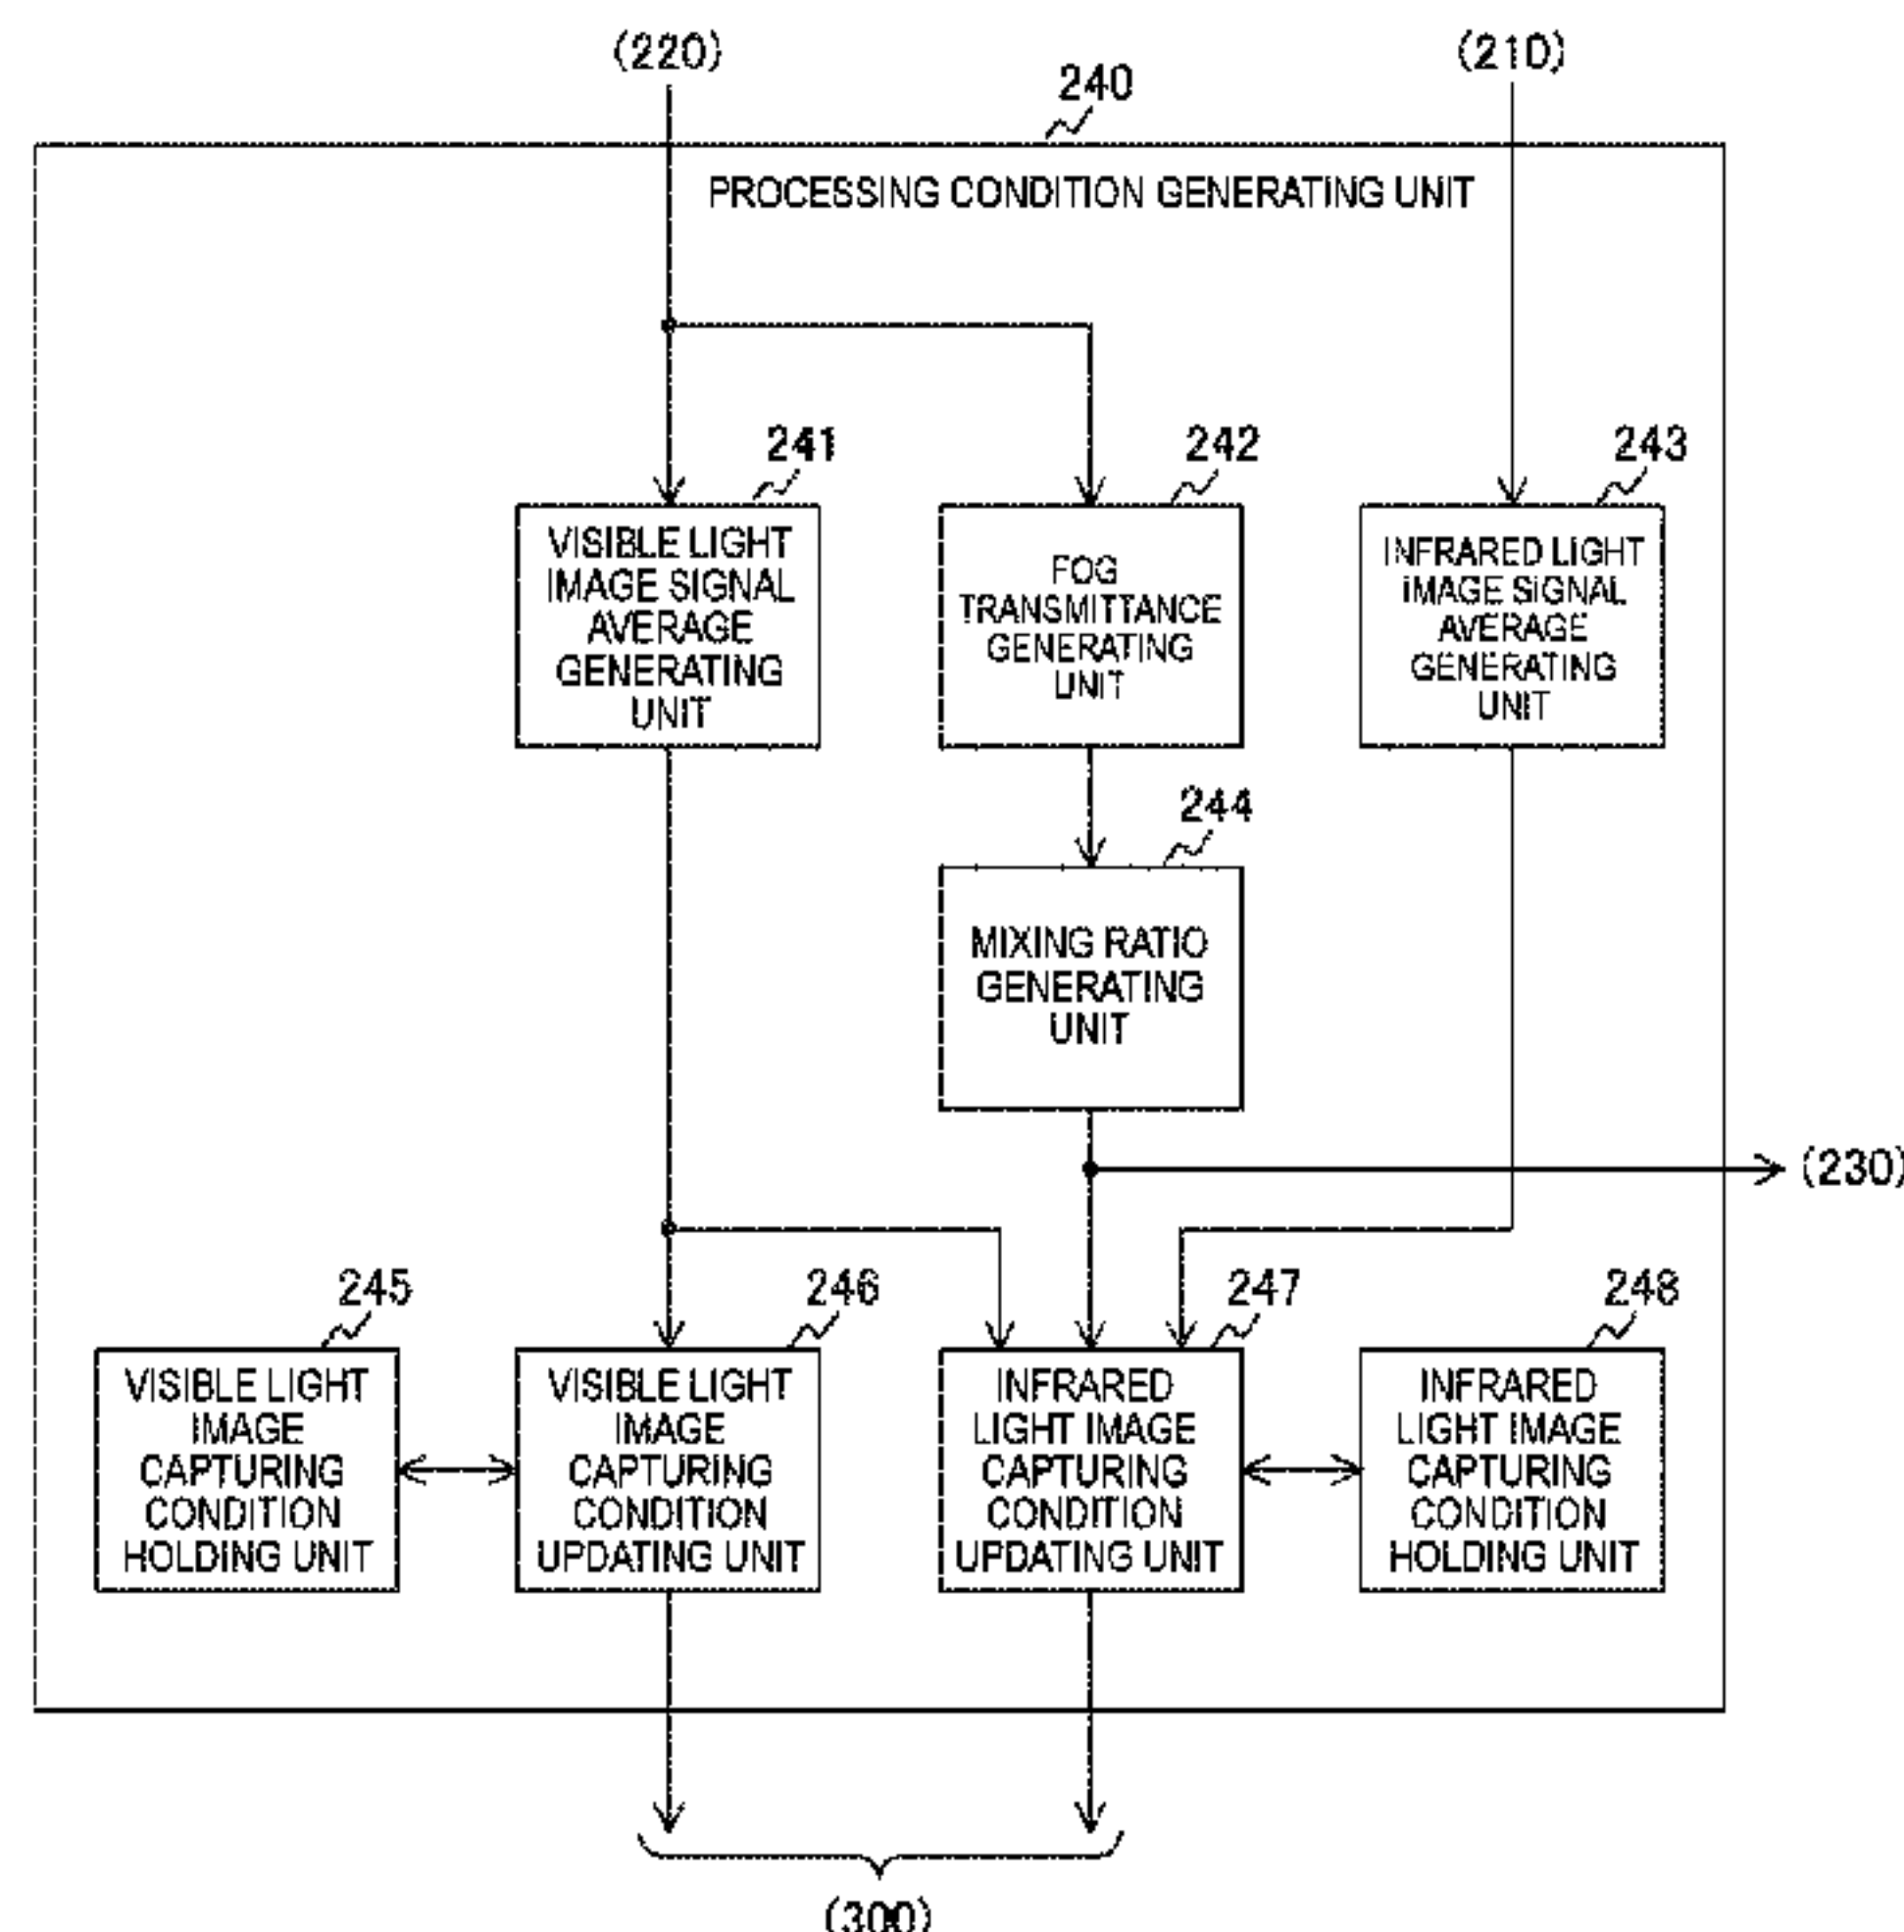 (220)
(210)
240
PROCESSING CONDITION GENERATING UNIT
241
242
243
VISIBLE LIGHT
IMAGE SIGNAL
AVERAGE
GENERATING
UNIT
FOG
TRANSMITTANCE
GENERATING
UNIT
INFRARED LIGHT
IMAGE SIGNAL
AVERAGE
GENERATING
UNIT
244
MIXING RATIO
GENERATING
UNIT
(230)
245
246
247
248
VISIBLE LIGHT
IMAGE
CAPTURING
CONDITION
HOLDING UNIT
VISIBLE LIGHT
IMAGE
CAPTURING
CONDITION
UPDATING UNIT
INFRARED
LIGHT IMAGE
CAPTURING
CONDITION
UPDATING UNIT
INFRARED
LIGHT IMAGE
CAPTURING
CONDITION
HOLDING UNIT
(300)